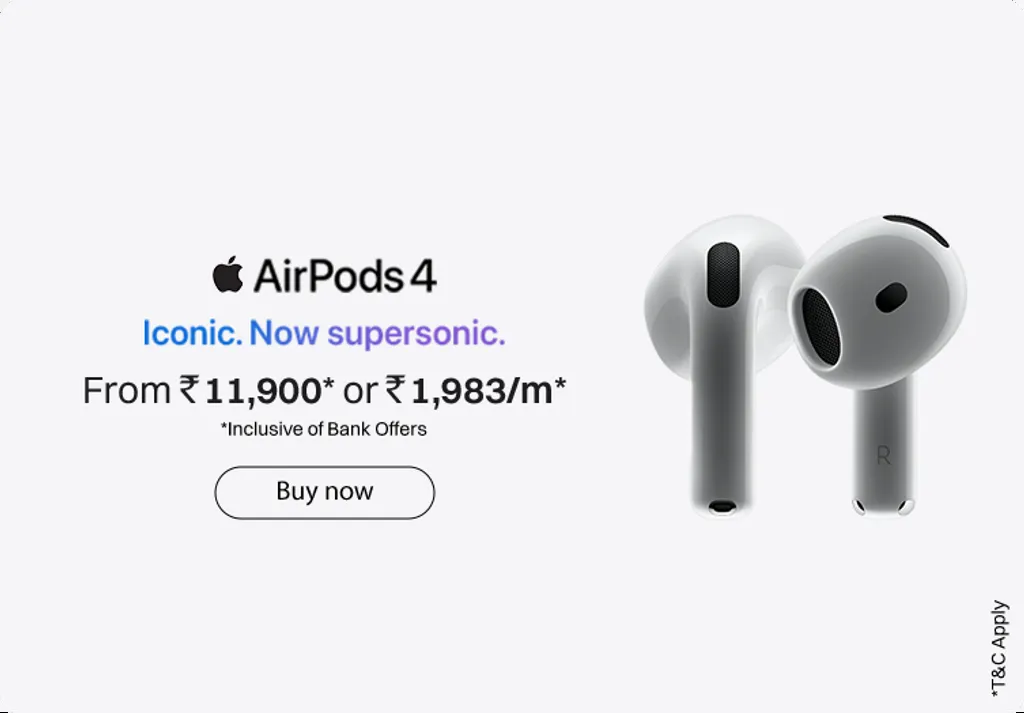 AirPods 4
Iconic. Now supersonic.
From ₹11,900* or ₹1,983/m*
*Inclusive of Bank Offers
Buy now
R
*T&C Apply